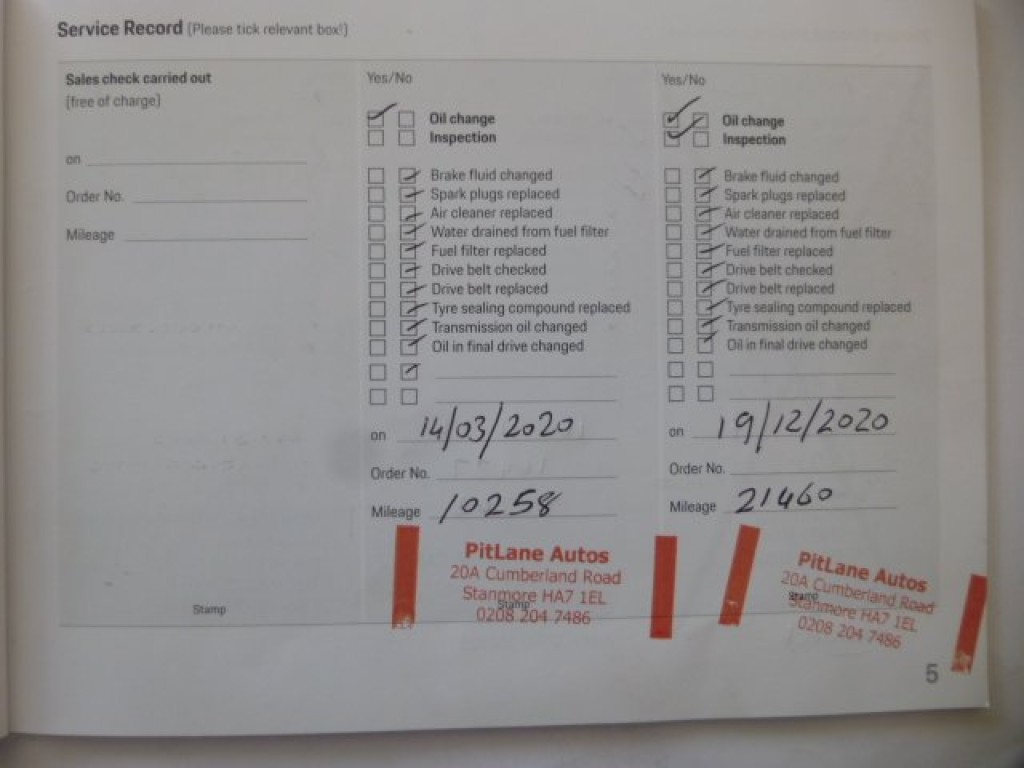 Service Record (Please tick relevant box!)
Sales check carried out
(free of charge)
on
Order No.
Mileage
Stamp
Yes/No
Oil change
Inspection
Brake fluid changed
Spark plugs replaced
Air cleaner replaced
Water drained from fuel filter
Fuel filter replaced
Drive belt checked
Drive belt replaced
Tyre sealing compound replaced
Transmission oil changed
Oil in final drive changed
on 14/03/2020
Order No.
Mileage 10258
PitLane Autos
20A Cumberland Road
Stanmore HA7 1EL
Stamp
0208 204 7486
Yes/No
Oil change
Inspection
Brake fluid changed
Spark plugs replaced
Air cleaner replaced
Water drained from fuel filter
Fuel filter replaced
Drive belt checked
Drive belt replaced
Tyre sealing compound replaced
Transmission oil changed
Oil in final drive changed
on 19/12/2020
Order No.
Mileage 21460
PitLane Autos
20A Cumberland Road
Stamp
Stanmore HA7 1EL
0208 204 7486
5